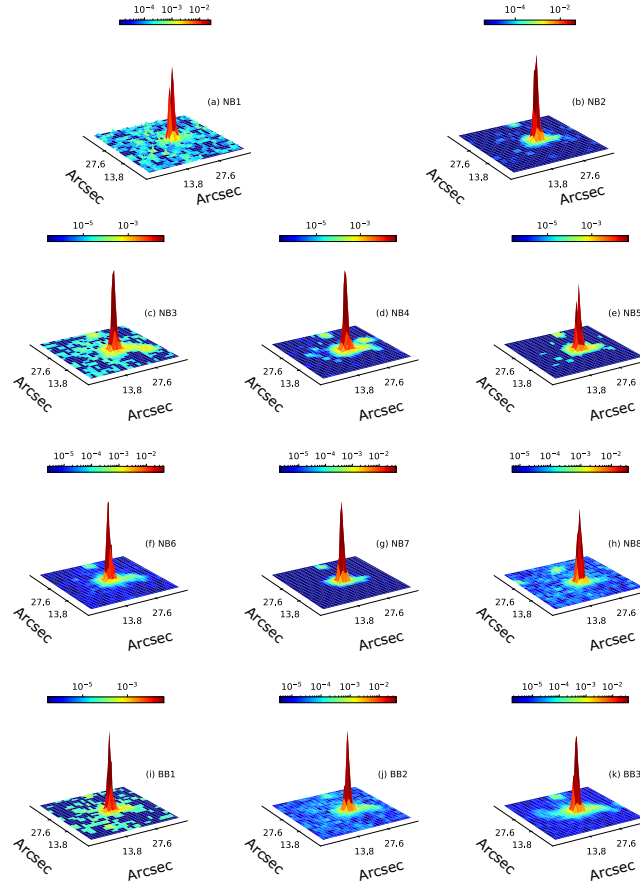 10⁻⁴ 10⁻³ 10⁻²
10⁻⁴ 10⁻²
(a) NB1
(b) NB2
27.6
13.8
13.8
27.6
Arcsec
Arcsec
27.6
13.8
13.8
27.6
Arcsec
Arcsec
10⁻⁵ 10⁻³
10⁻⁵ 10⁻³
10⁻⁵ 10⁻³
(c) NB3
(d) NB4
(e) NB5
27.6
13.8
13.8
27.6
Arcsec
Arcsec
27.6
13.8
13.8
27.6
Arcsec
Arcsec
27.6
13.8
13.8
27.6
Arcsec
Arcsec
10⁻⁵ 10⁻⁴ 10⁻³ 10⁻²
10⁻⁵ 10⁻⁴ 10⁻³ 10⁻²
10⁻⁵ 10⁻⁴ 10⁻³ 10⁻²
(f) NB6
(g) NB7
(h) NB8
27.6
13.8
13.8
27.6
Arcsec
Arcsec
27.6
13.8
13.8
27.6
Arcsec
Arcsec
27.6
13.8
13.8
27.6
Arcsec
Arcsec
10⁻⁵ 10⁻³
10⁻⁵ 10⁻⁴ 10⁻³ 10⁻²
10⁻⁵ 10⁻⁴ 10⁻³ 10⁻²
(i) BB1
(j) BB2
(k) BB3
27.6
13.8
13.8
27.6
Arcsec
Arcsec
27.6
13.8
13.8
27.6
Arcsec
Arcsec
27.6
13.8
13.8
27.6
Arcsec
Arcsec